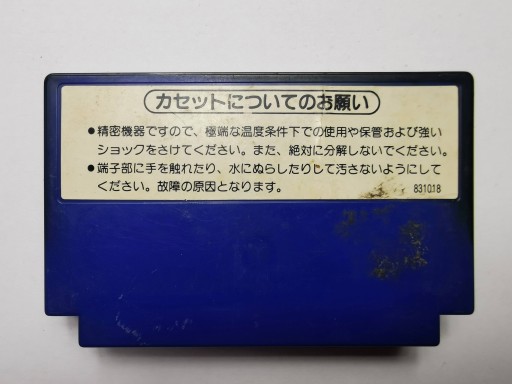 カセットについてのお願い
●精密機器ですので、極端な温度条件下での使用や保管および強い
ショックをさけてください。また、絶対に分解しないでください。
●端子部に手を触れたり、水にぬらしたりして汚さないようにして
ください。故障の原因となります。
831018